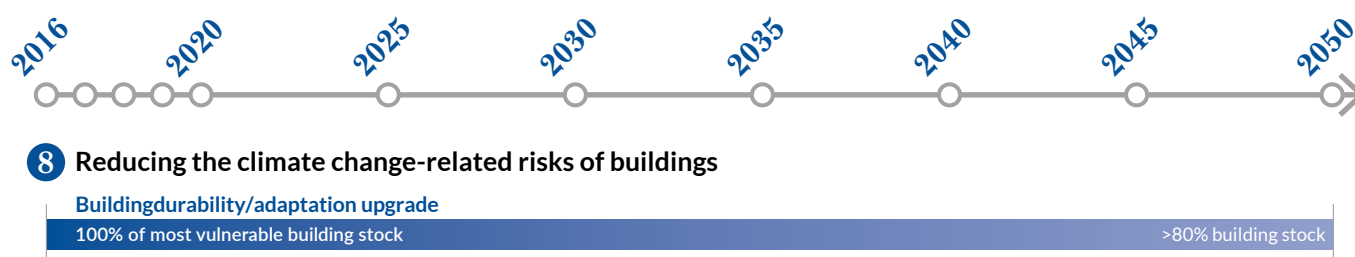 2016 2020 2025 2030 2035 2040 2045 2050
8 Reducing the climate change-related risks of buildings
Buildingdurability/adaptation upgrade
100% of most vulnerable building stock >80% building stock